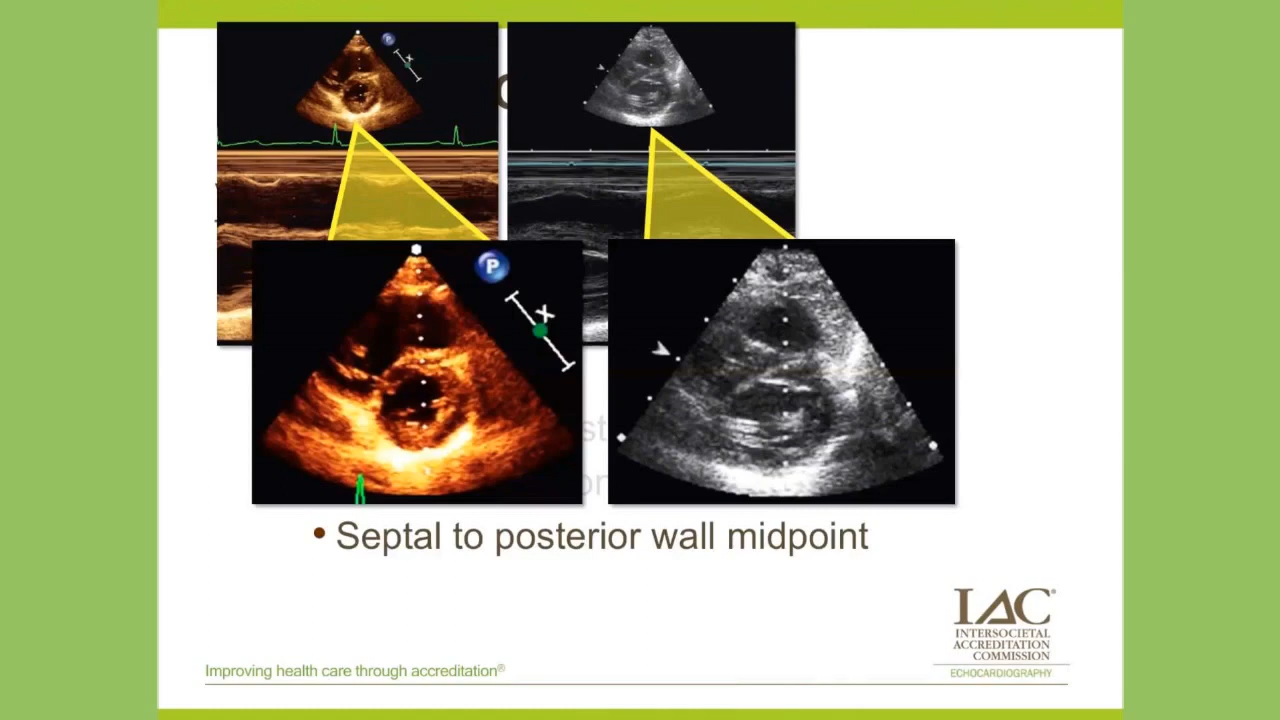 P
X
• Septal to posterior wall midpoint
IAC®
INTERSOCIETAL
ACCREDITATION
COMMISSION
ECHOCARDIOGRAPHY
Improving health care through accreditation®